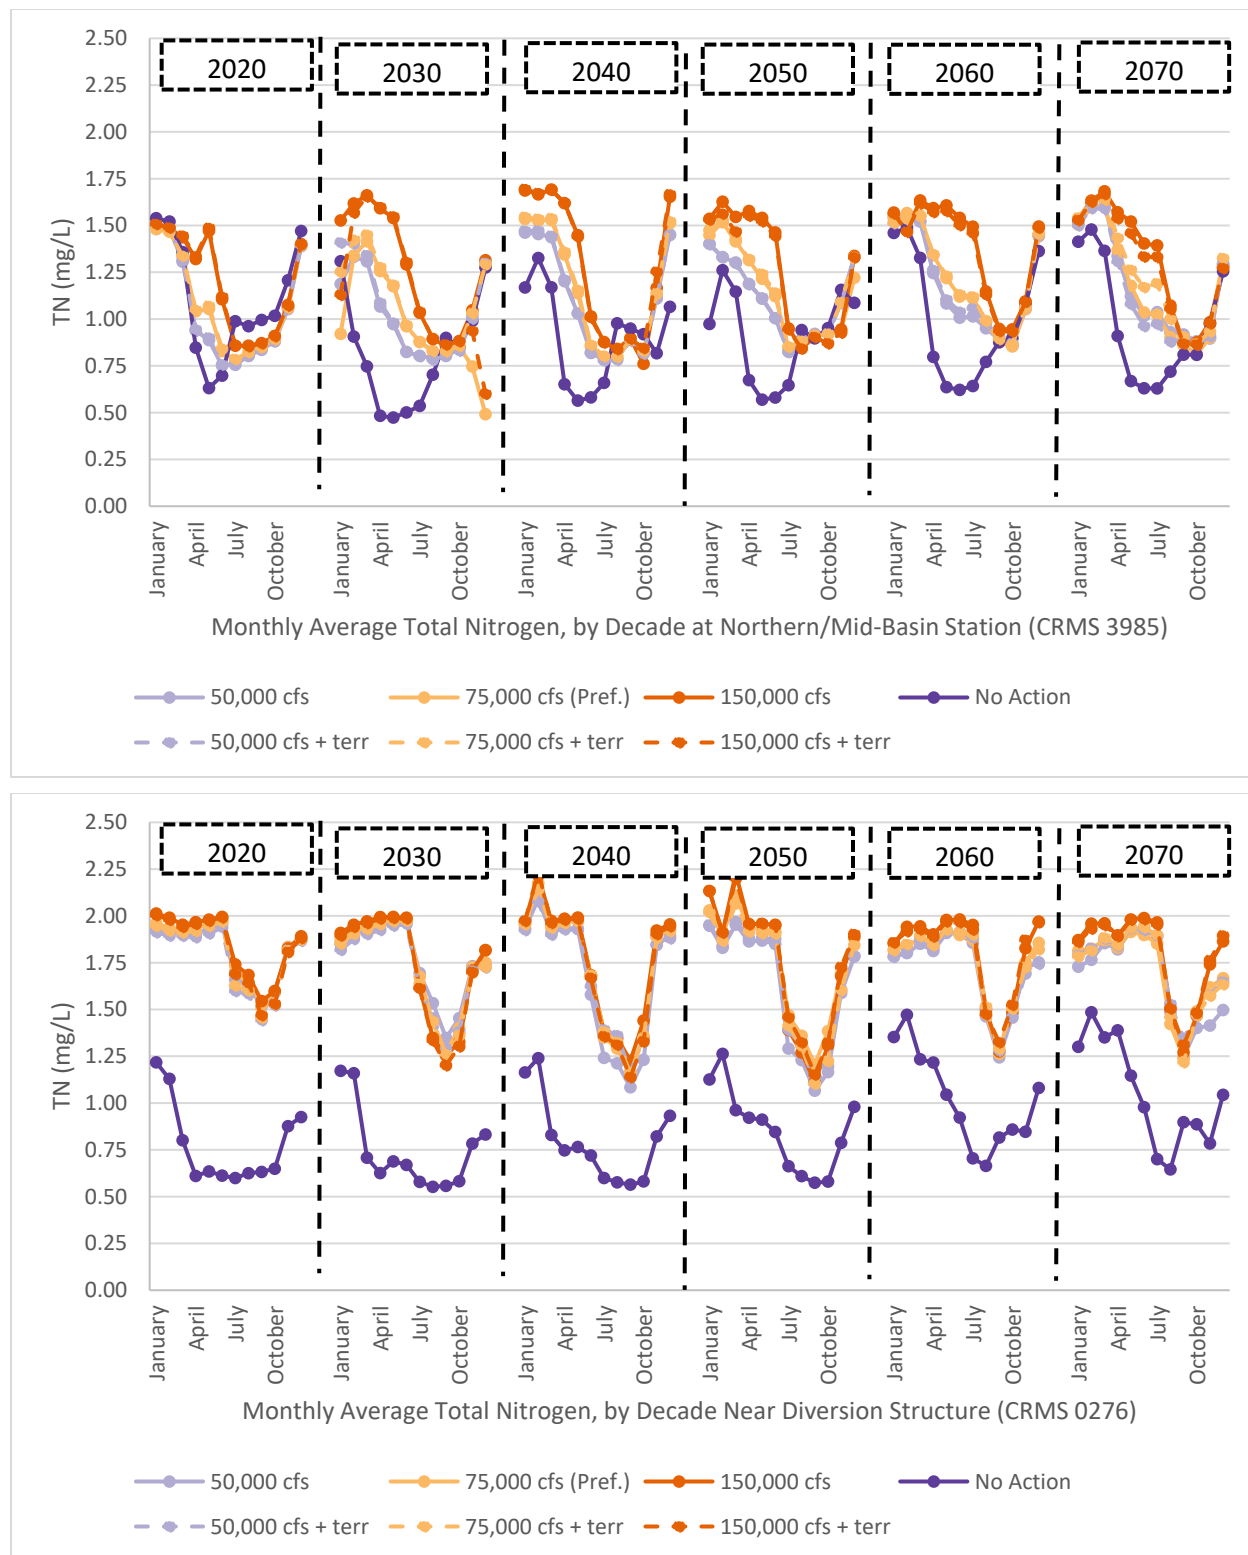 2.50
2.25
2.00
1.75
1.50
1.25
1.00
0.75
0.50
0.25
0.00
TN (mg/L)
2020 2030 2040 2050 2060 2070
January April July October January April July October January April July October January April July October January April July October January April July October
Monthly Average Total Nitrogen, by Decade at Northern/Mid-Basin Station (CRMS 3985)
50,000 cfs 75,000 cfs (Pref.) 150,000 cfs No Action
50,000 cfs + terr 75,000 cfs + terr 150,000 cfs + terr
2.50
2.25
2.00
1.75
1.50
1.25
1.00
0.75
0.50
0.25
0.00
TN (mg/L)
2020 2030 2040 2050 2060 2070
January April July October January April July October January April July October January April July October January April July October January April July October
Monthly Average Total Nitrogen, by Decade Near Diversion Structure (CRMS 0276)
50,000 cfs 75,000 cfs (Pref.) 150,000 cfs No Action
50,000 cfs + terr 75,000 cfs + terr 150,000 cfs + terr